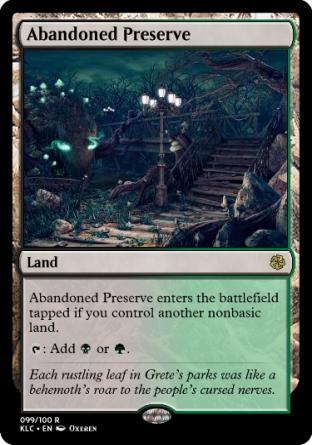 Abandoned Preserve
Land
Abandoned Preserve enters the battlefield
tapped if you control another nonbasic
land.
: Add or .
Each rustling leaf in Grete's parks was like a
behemoth's roar to the people's cursed nerves.
099/100 R
KLC • EN Oxeren